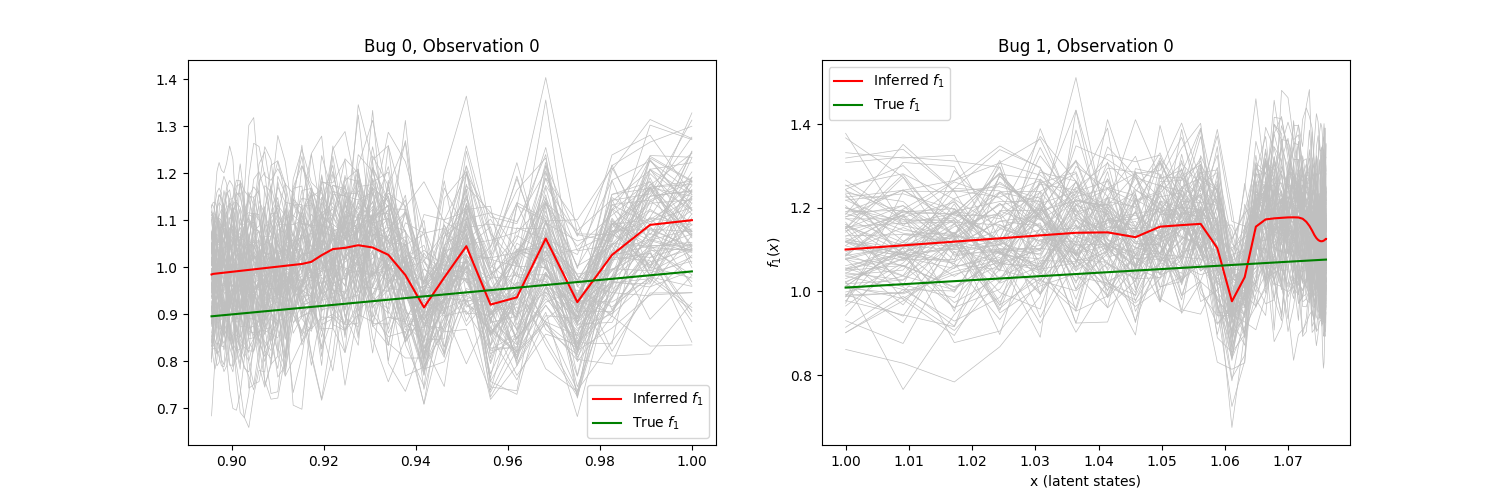 Bug 0, Observation 0
1.4
1.3
1.2
1.1
1.0
0.9
0.8
0.7
0.90 0.92 0.94 0.96 0.98 1.00
Inferred f₁
True f₁
Bug 1, Observation 0
Inferred f₁
True f₁
f₁(x)
1.4
1.2
1.0
0.8
1.00 1.01 1.02 1.03 1.04 1.05 1.06 1.07
x (latent states)